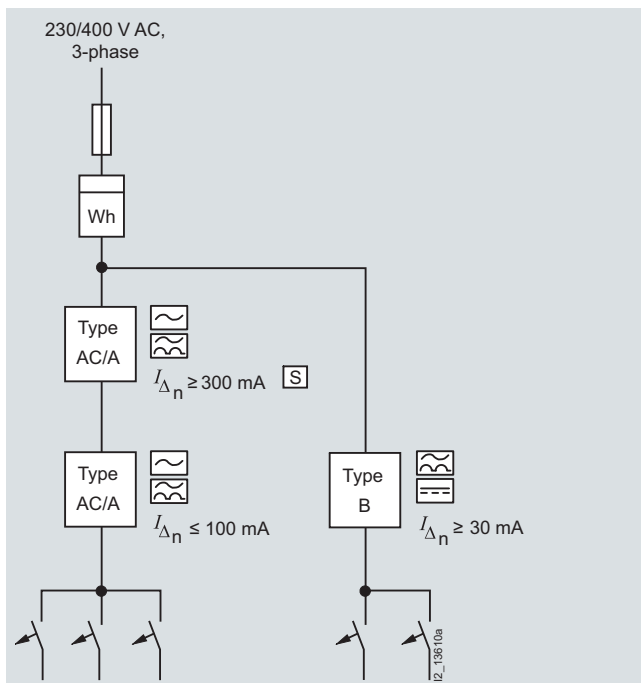 230/400 V AC,
3-phase
Wh
Type
AC/A
I∆n ≥ 300 mA
S
Type
AC/A
I∆n ≤ 100 mA
Type
B
I∆n ≥ 30 mA
I2_13610a